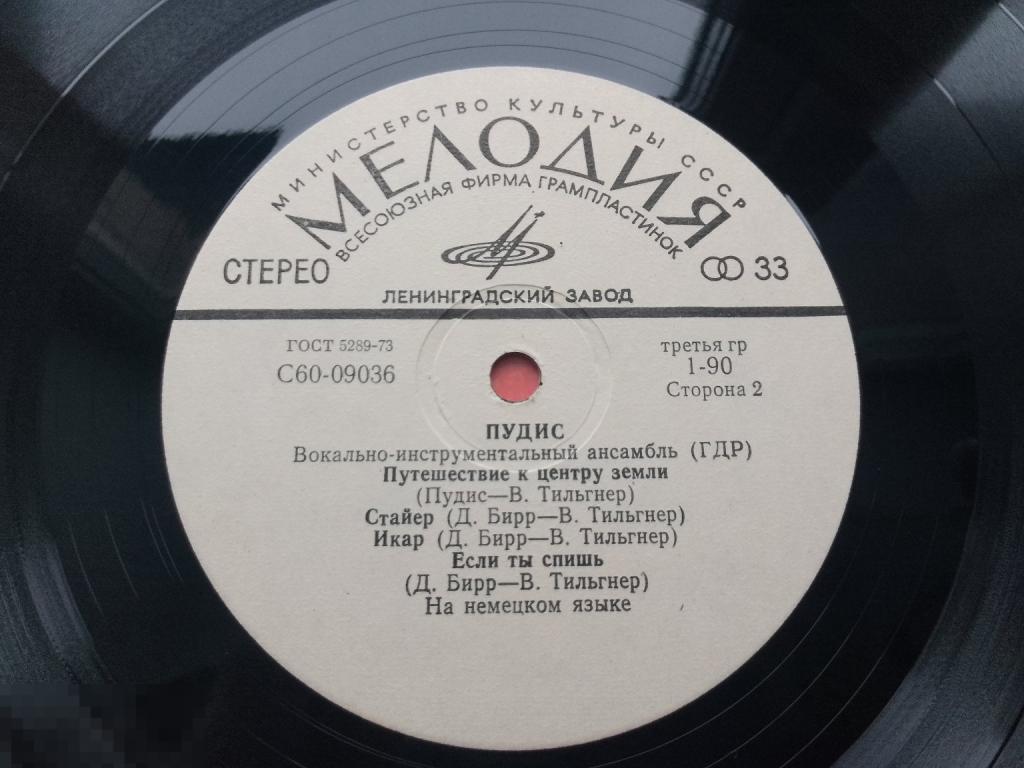 МИНИСТЕРСТВО КУЛЬТУРЫ СССР
МЕЛОДИЯ
ВСЕСОЮЗНАЯ ФИРМА ГРАМПЛАСТИНОК
СТЕРЕО
33
ЛЕНИНГРАДСКИЙ ЗАВОД
ГОСТ 5289-73
С60-09036
третья гр
1-90
Сторона 2
ПУДИС
Вокально-инструментальный ансамбль (ГДР)
Путешествие к центру земли
(Пудис—В. Тильгнер)
Стайер (Д. Бирр—В. Тильгнер)
Икар (Д. Бирр—В. Тильгнер)
Если ты спишь
(Д. Бирр—В. Тильгнер)
На немецком языке